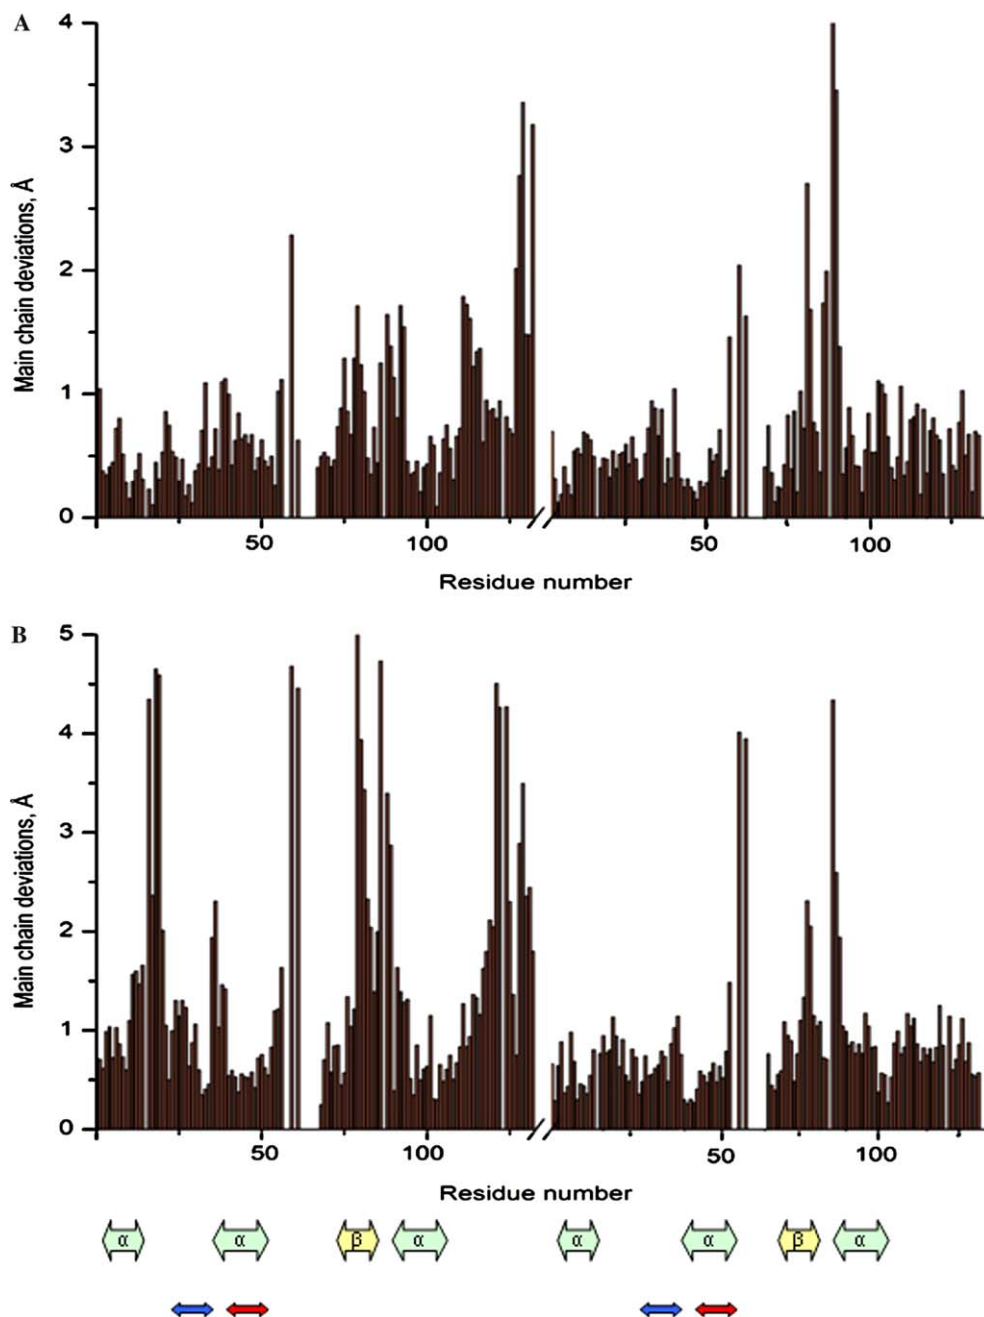 A
Main chain deviations, Å
4
3
2
1
0
50 100 50 100
Residue number
B
Main chain deviations, Å
5
4
3
2
1
0
50 100 50 100
Residue number
α α β α α α β α